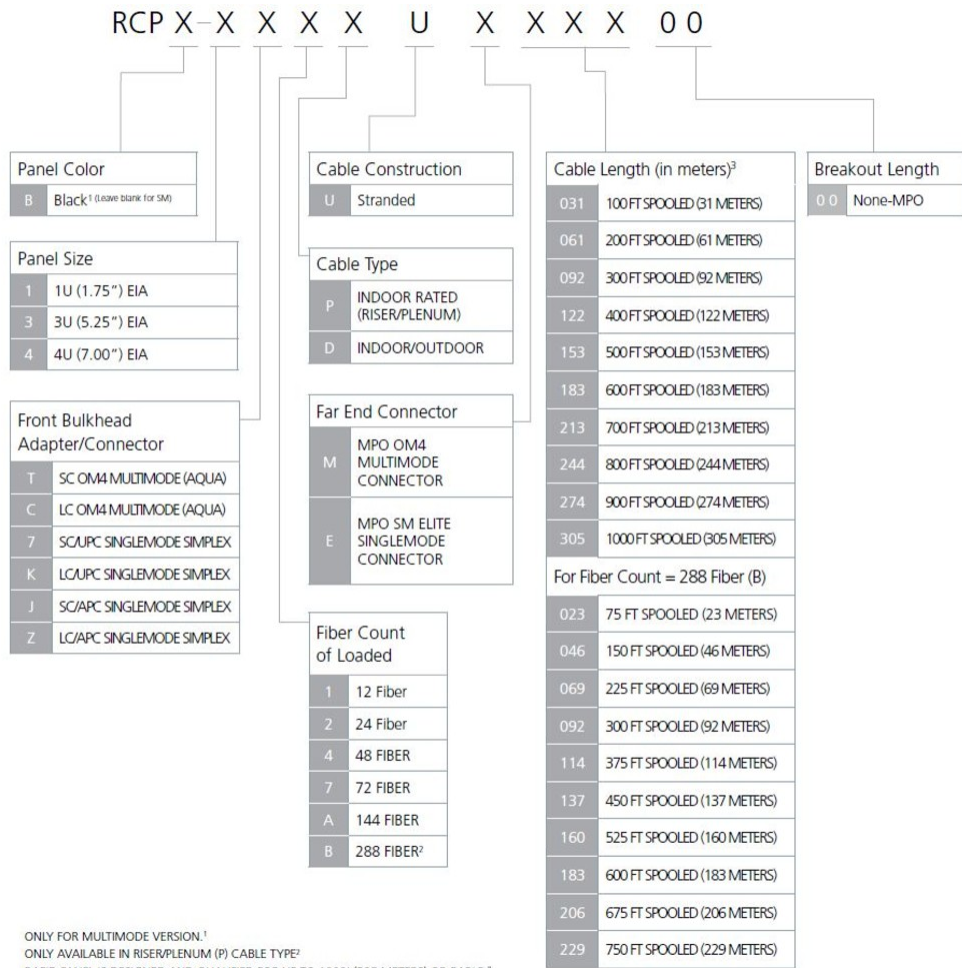 RCP X-X X X X U X X X X 0 0
Panel Color
B Black¹ (Leave blank for SM)
Panel Size
1 1U (1.75") EIA
3 3U (5.25") EIA
4 4U (7.00") EIA
Front Bulkhead
Adapter/Connector
T SC OM4 MULTIMODE (AQUA)
C LC OM4 MULTIMODE (AQUA)
7 SC/UPC SINGLEMODE SIMPLEX
K LC/UPC SINGLEMODE SIMPLEX
J SC/APC SINGLEMODE SIMPLEX
Z LC/APC SINGLEMODE SIMPLEX
Cable Construction
U Stranded
Cable Type
P INDOOR RATED
(RISER/PLENUM)
D INDOOR/OUTDOOR
Far End Connector
M MPO OM4
MULTIMODE
CONNECTOR
E MPO SM ELITE
SINGLEMODE
CONNECTOR
Fiber Count
of Loaded
1 12 Fiber
2 24 Fiber
4 48 FIBER
7 72 FIBER
A 144 FIBER
B 288 FIBER²
Cable Length (in meters)³
031 100 FT SPOOLED (31 METERS)
061 200 FT SPOOLED (61 METERS)
092 300 FT SPOOLED (92 METERS)
122 400 FT SPOOLED (122 METERS)
153 500 FT SPOOLED (153 METERS)
183 600 FT SPOOLED (183 METERS)
213 700 FT SPOOLED (213 METERS)
244 800 FT SPOOLED (244 METERS)
274 900 FT SPOOLED (274 METERS)
305 1000 FT SPOOLED (305 METERS)
For Fiber Count = 288 Fiber (B)
023 75 FT SPOOLED (23 METERS)
046 150 FT SPOOLED (46 METERS)
069 225 FT SPOOLED (69 METERS)
092 300 FT SPOOLED (92 METERS)
114 375 FT SPOOLED (114 METERS)
137 450 FT SPOOLED (137 METERS)
160 525 FT SPOOLED (160 METERS)
183 600 FT SPOOLED (183 METERS)
206 675 FT SPOOLED (206 METERS)
229 750 FT SPOOLED (229 METERS)
Breakout Length
0 0 None-MPO
ONLY FOR MULTIMODE VERSION.¹
ONLY AVAILABLE IN RISER/PLENUM (P) CABLE TYPE²